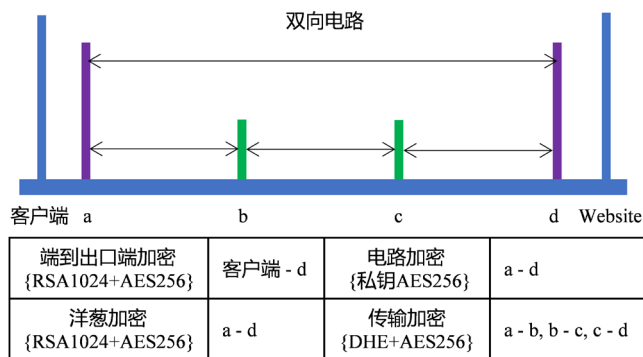 双向电路
客户端 a b c d Website
端到出口端加密 客户端 - d 电路加密 a - d
{RSA1024+AES256} {私钥AES256}
洋葱加密 a - d 传输加密 a - b, b - c, c - d
{RSA1024+AES256} {DHE+AES256}